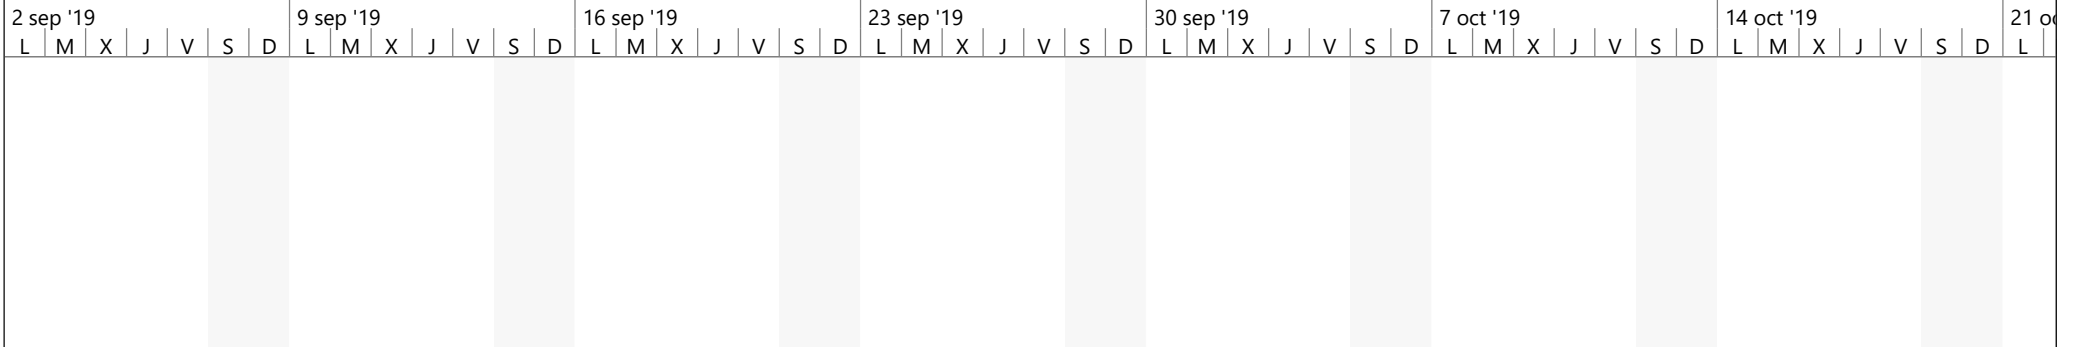 2 sep '19 9 sep '19 16 sep '19 23 sep '19 30 sep '19 7 oct '19 14 oct '19 21
L M X J V S D L M X J V S D L M X J V S D L M X J V S D L M X J V S D L M X J V S D L M X J V S D L